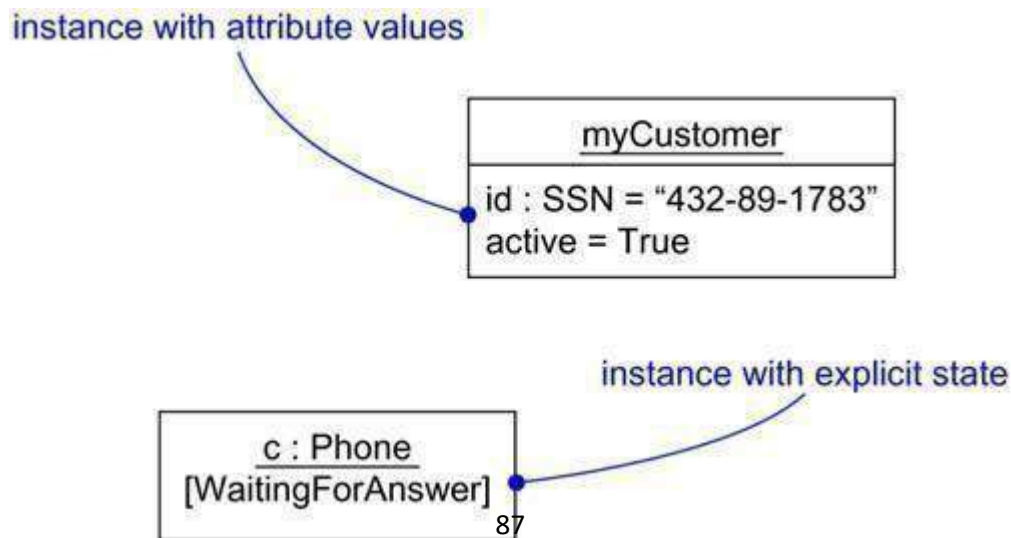 instance with attribute values
myCustomer
id : SSN = “432-89-1783”
active = True
instance with explicit state
c : Phone
[WaitingForAnswer]
87